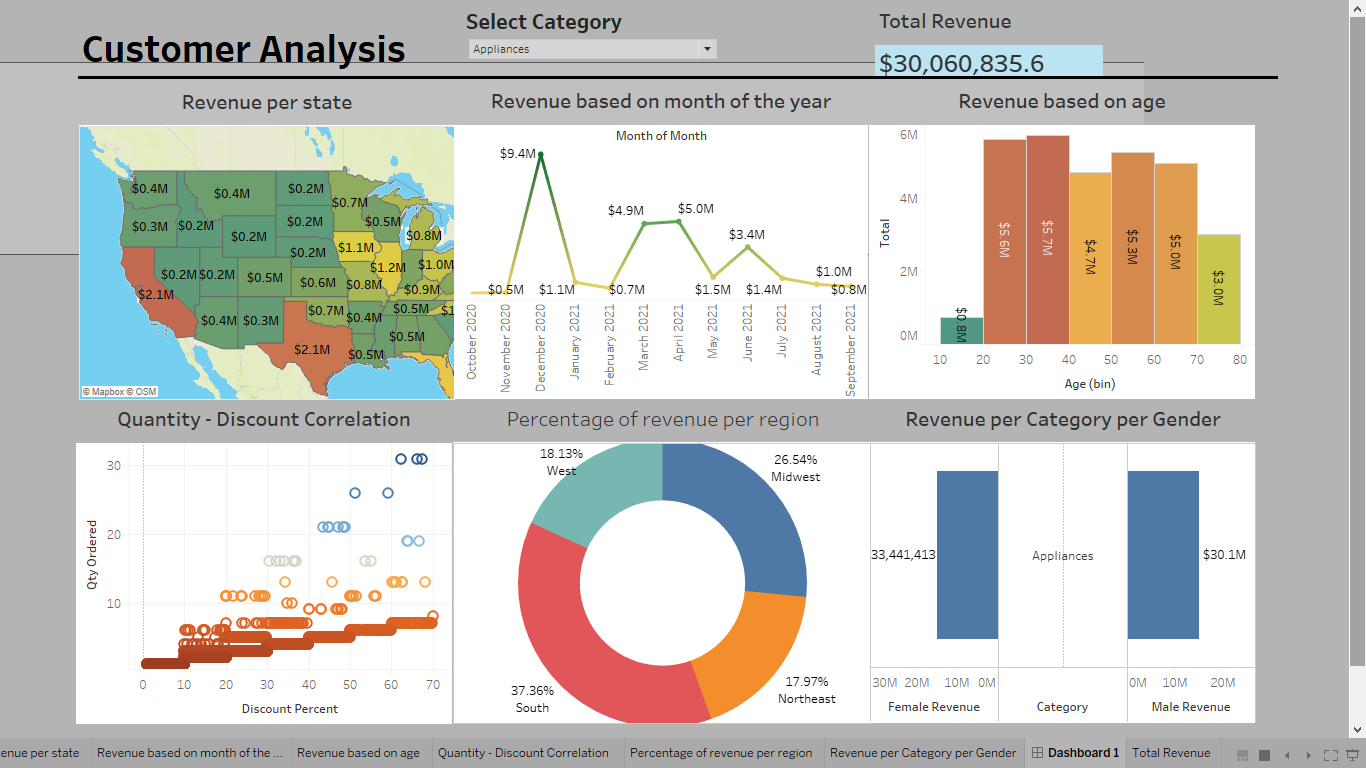 Select Category
Total Revenue
Customer Analysis
Appliances
$30,060,835.6
Revenue per state
Revenue based on month of the year
Revenue based on age
$0.4M
$0.4M
$0.2M
$0.7M
$0.3M
$0.2M
$0.2M
$0.2M
$0.5M
$0.8M
$0.2M
$0.2M
$0.2M
$1.1M
$1.2M
$1.0M
$2.1M
$0.5M
$0.6M
$0.8M
$0.9M
$0.4M
$0.3M
$0.7M
$0.4M
$0.5M
$1
$2.1M
$0.5M
$0.5M
© Mapbox © OSM
Month of Month
$9.4M
$4.9M
$5.0M
$3.4M
$0.5M
$1.1M
$0.7M
$1.5M
$1.4M
$1.0M
$0.8M
October 2020
November 2020
December 2020
January 2021
February 2021
March 2021
April 2021
May 2021
June 2021
July 2021
August 2021
September 2021
6M
4M
2M
0M
Total
$0.8M
$5.6M
$5.7M
$4.7M
$5.3M
$5.0M
$3.0M
10 20 30 40 50 60 70 80
Age (bin)
Quantity - Discount Correlation
Percentage of revenue per region
Revenue per Category per Gender
30
20
10
Qty Ordered
0 10 20 30 40 50 60 70
Discount Percent
18.13%
West
26.54%
Midwest
37.36%
South
17.97%
Northeast
33,441,413
Appliances
$30.1M
30M 20M 10M 0M
0M 10M 20M
Female Revenue
Category
Male Revenue
enue per state
Revenue based on month of the ...
Revenue based on age
Quantity - Discount Correlation
Percentage of revenue per region
Revenue per Category per Gender
Dashboard 1
Total Revenue